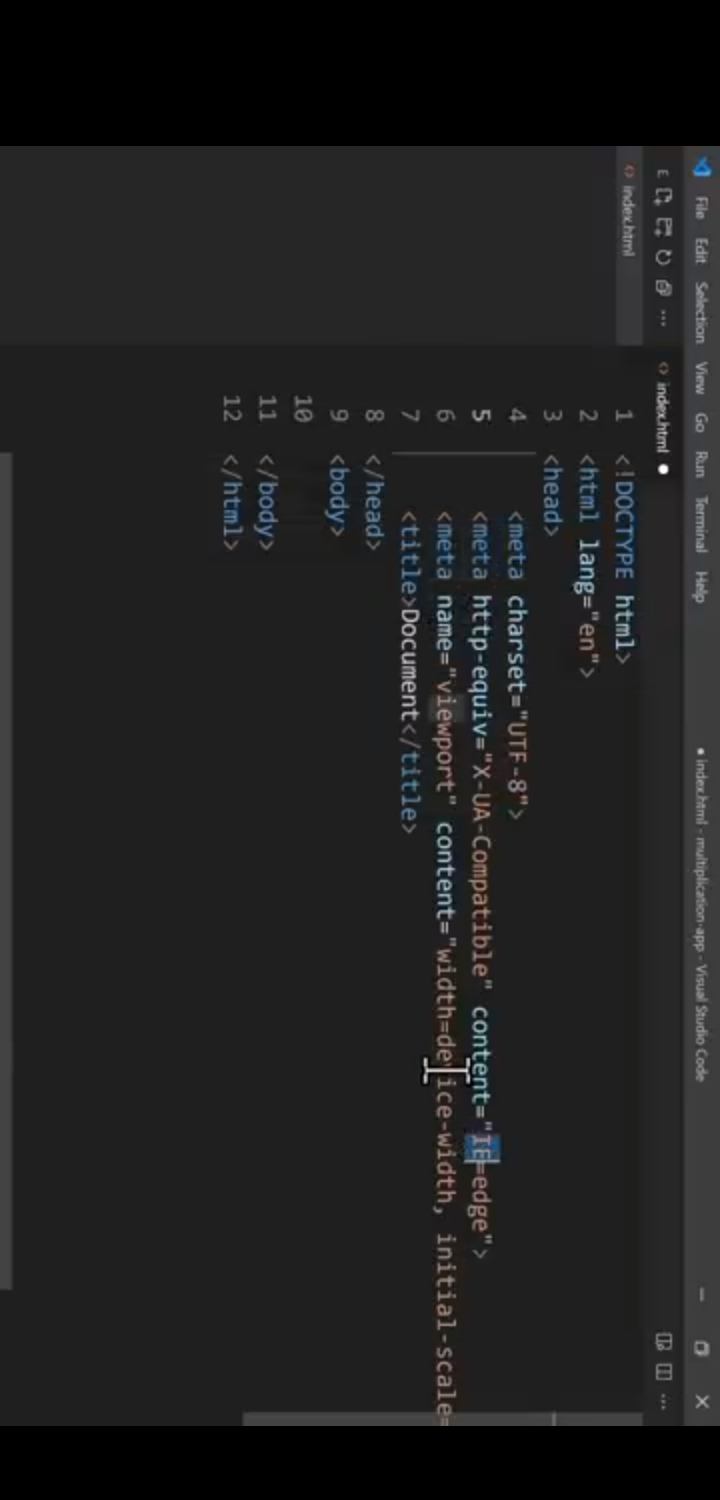 File Edit Selection View Go Run Terminal Help
● index.html - multiplication-app - Visual Studio Code
index.html
index.html
1 <!DOCTYPE html>
2 <html lang="en">
3 <head>
4 <meta charset="UTF-8">
5 <meta http-equiv="X-UA-Compatible" content="IE=edge">
6 <meta name="viewport" content="width=device-width, initial-scale=
7 <title>Document</title>
8 </head>
9 <body>
10
11 </body>
12 </html>